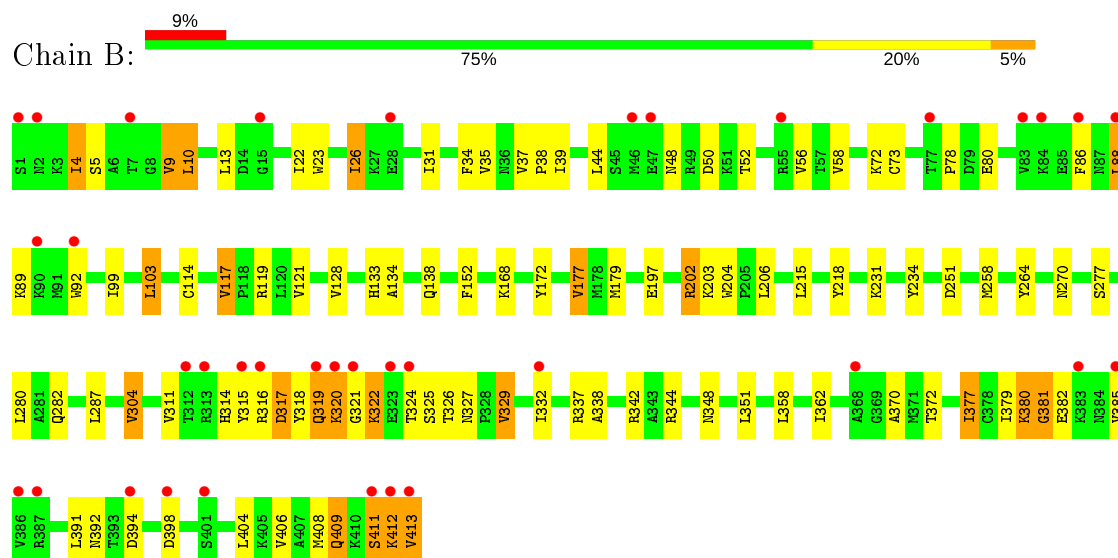 9%
Chain B:
75% 20% 5%
S1 N2 K3 I4 S5 A6 T7 G8 V9 L10 L13 D14 G15 I22 W23 I26 K27 E28 I31 F34 V35 N36 V37 P38 I39 L44 S45 M46 E47 N48 R49 D50 K51 T52 R55 V56 T57 V58 K72 C73 T77 P78 D79 E80 V83 K84 E85 F86 N87 L88
K89 K90 M91 W92 I99 L103 C114 V117 P118 R119 L120 V121 V128 H133 A134 Q138 F152 K168 Y172 V177 M178 M179 E197 R202 K203 W204 P205 L206 L215 Y218 K231 Y234 D251 M258 Y264 N270 S277
L280 A281 Q282 L287 V304 V311 T312 R313 H314 Y315 R316 D317 Y318 Q319 K320 G321 K322 E323 T324 S325 T326 N327 P328 V329 I332 R337 A338 R342 A343 R344 N348 L351 L358 I362 A368 G369 A370 M371 T372 I377 C378 I379 K380 G381 E382 K383 N384 V385
V386 R387 L391 N392 T393 D394 D398 S401 L404 K405 V406 A407 M408 Q409 K410 S411 K412 V413